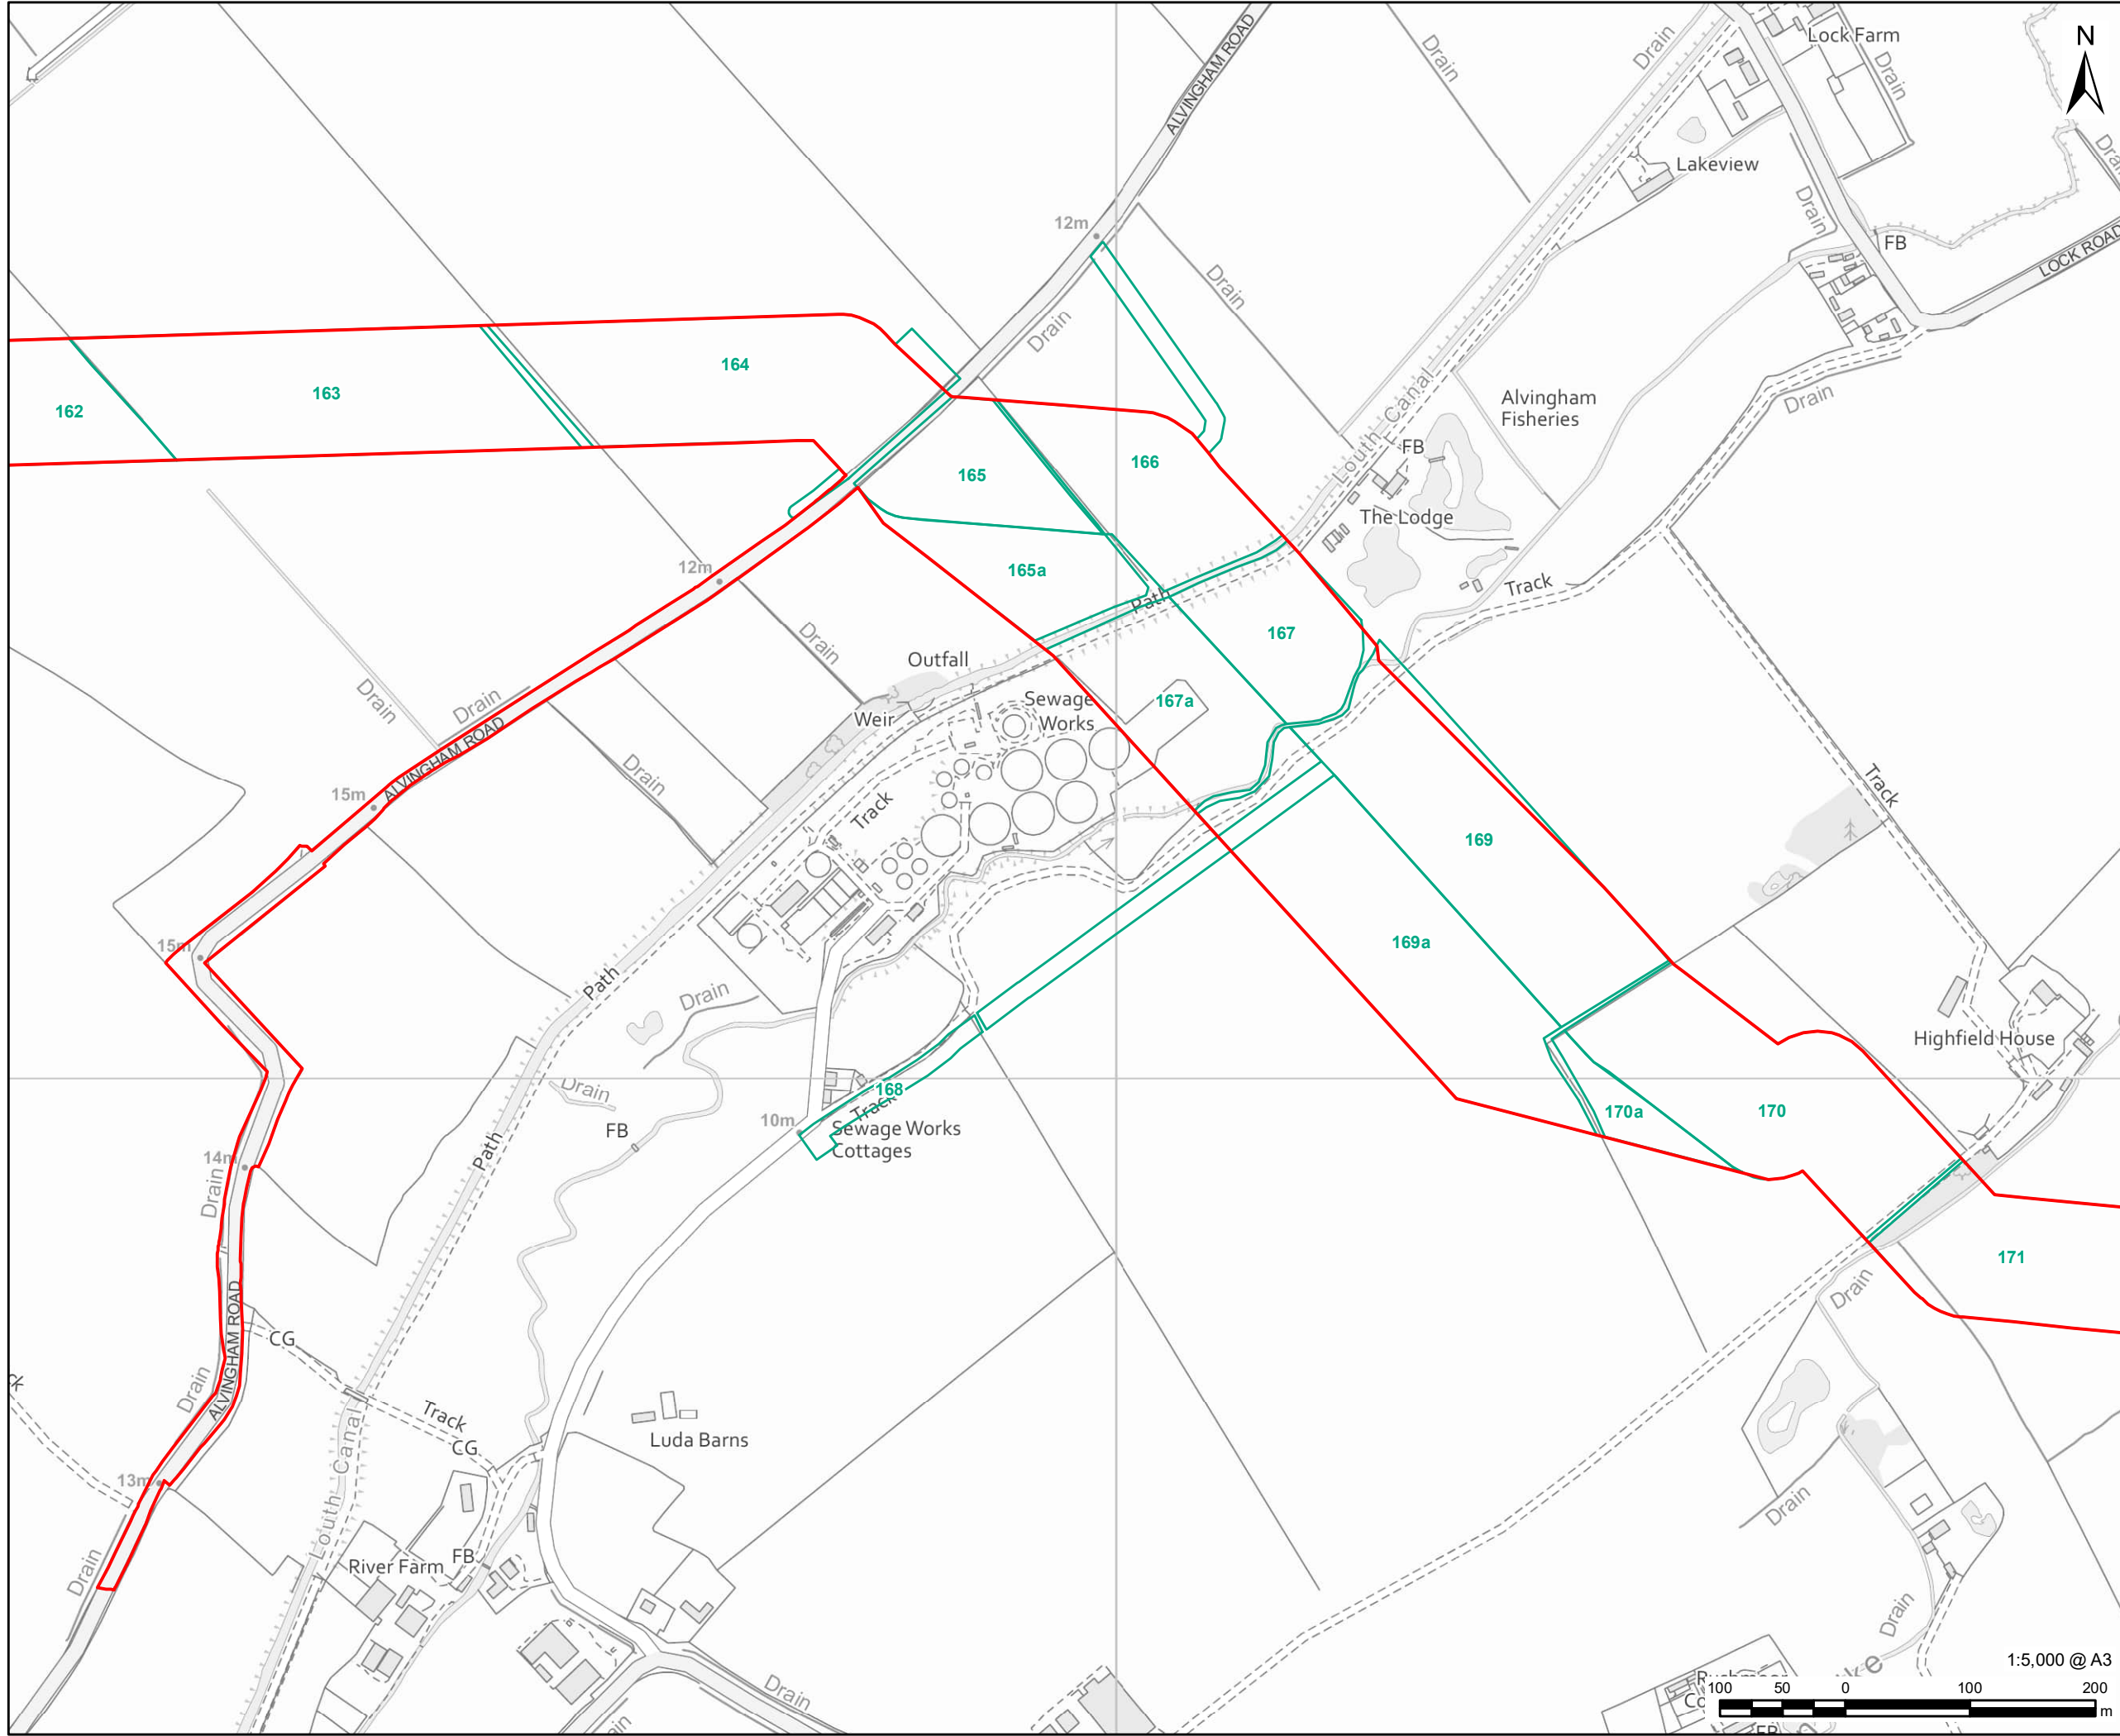 Lock Farm
N
ALVINGHAM ROAD
Drain
Drain
Drain
Lakeview
Drain
12m
Drain
FB
LOCK ROAD
Drain
Drain
164
163
162
Louth Canal
Alvingham
Fisheries
Drain
FB
166
165
The Lodge
165a
12m
Path
Track
167
Drain
Outfall
Drain
Drain
Weir
Sewage
Works
167a
ALVINGHAM ROAD
Drain
15m
Track
Track
169
15m
169a
Path
Drain
Highfield House
168
Drain
Track
170a
170
10m
FB
Sewage Works
Cottages
Path
14m
Drain
171
Drain
CG
ALVINGHAM ROAD
Drain
Track
CG
Luda Barns
Louth Canal
13m
Drain
Drain
River Farm
FB
Drain
Drain
1:5,000 @ A3
100 50 0 100 200
m